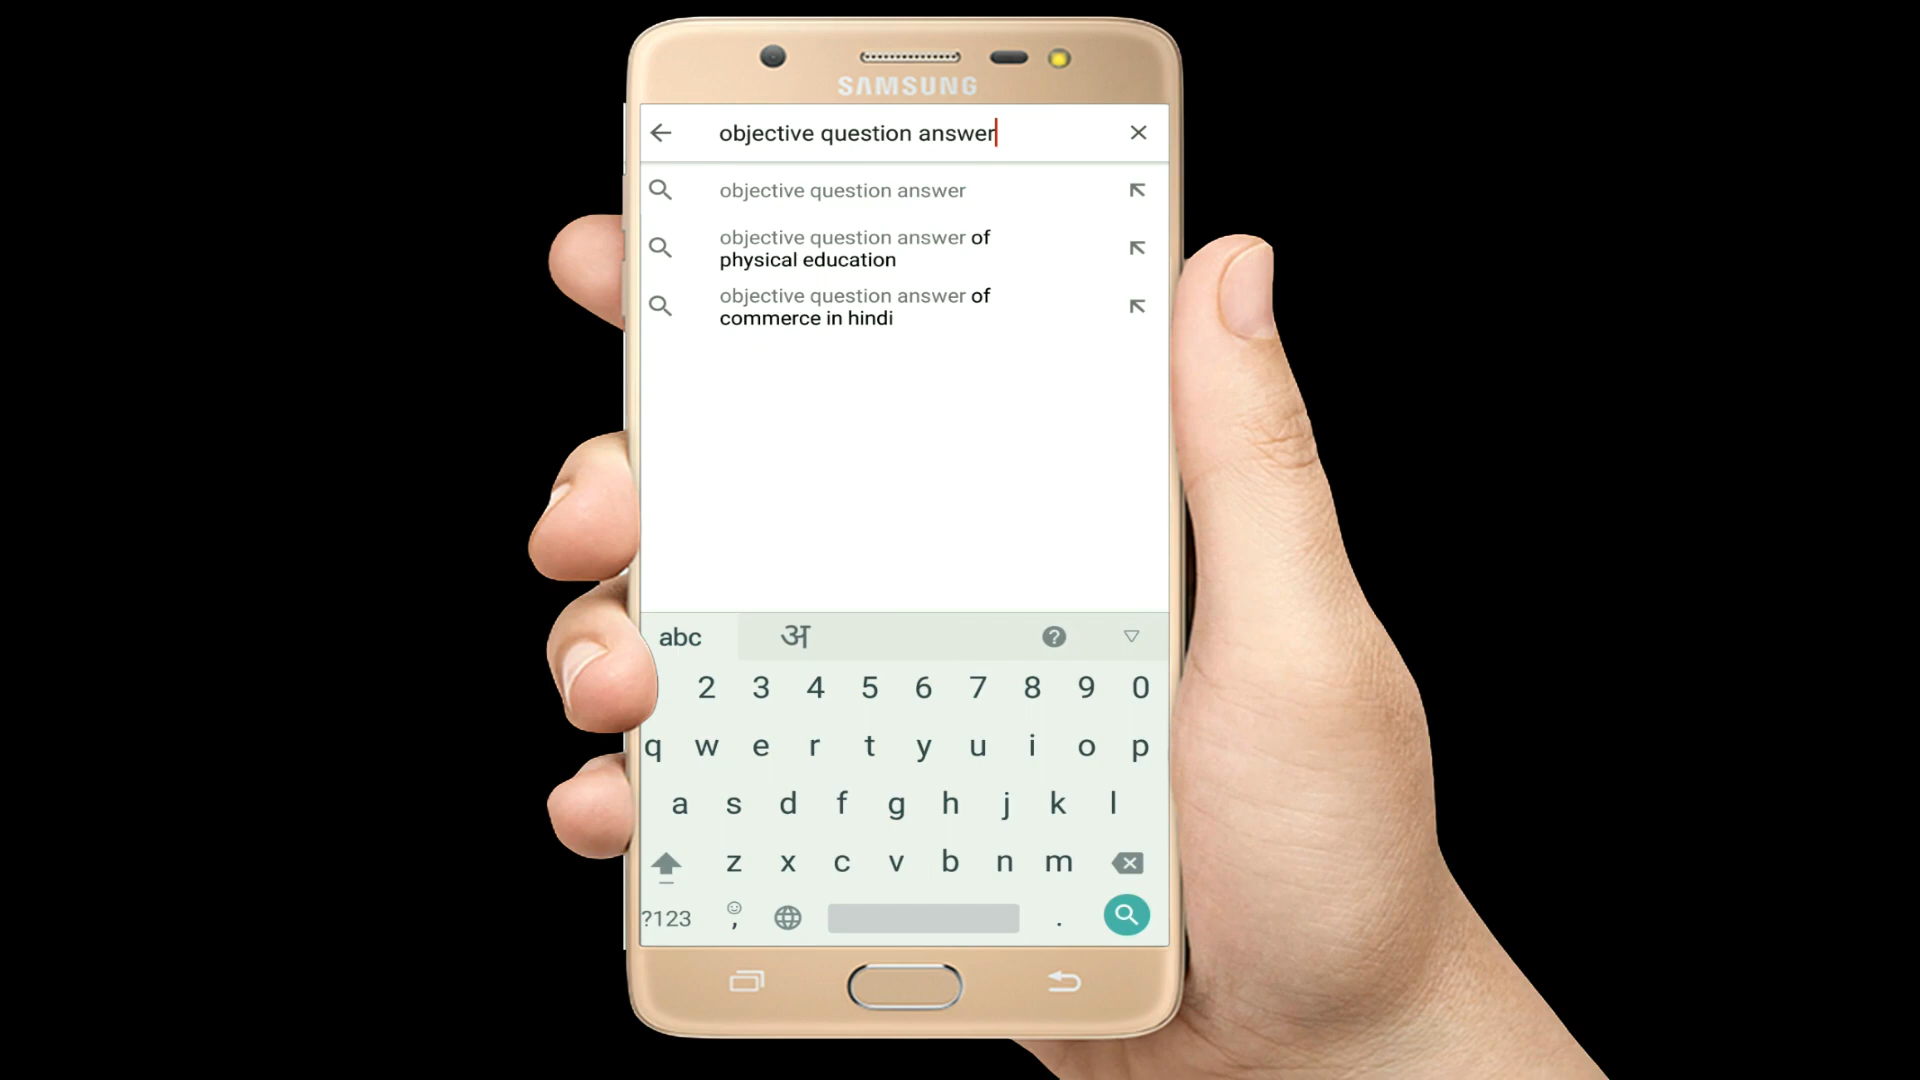 SAMSUNG
objective question answer
objective question answer
objective question answer of
physical education
objective question answer of
commerce in hindi
abc अ ?
2 3 4 5 6 7 8 9 0
q w e r t y u i o p
a s d f g h j k l
z x c v b n m
?123 , .